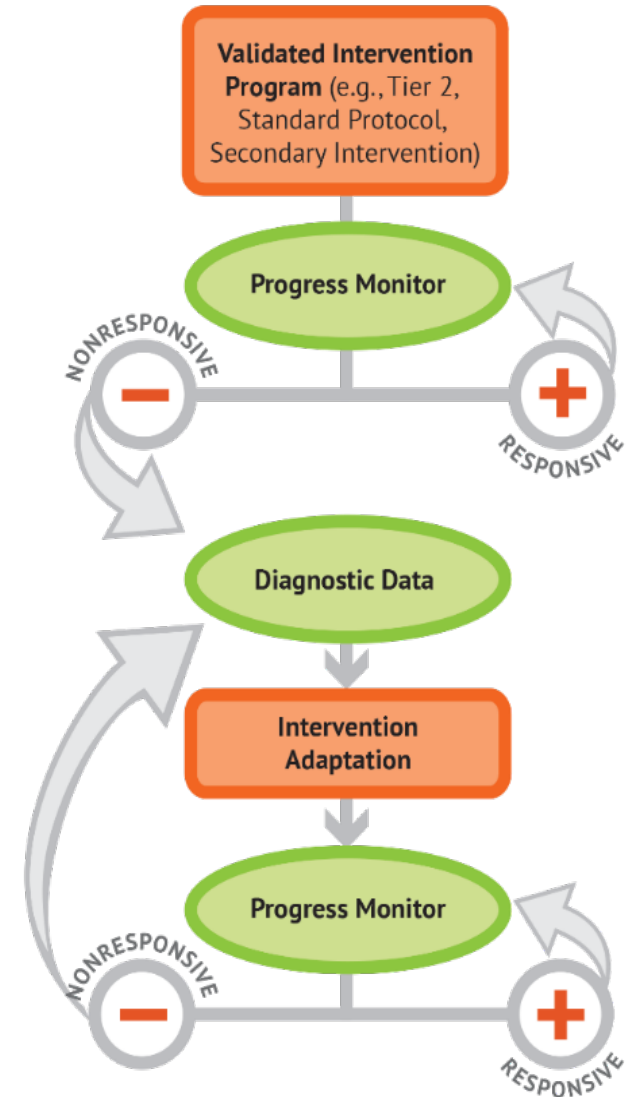 Validated Intervention
Program (e.g., Tier 2,
Standard Protocol,
Secondary Intervention)
Progress Monitor
NONRESPONSIVE
RESPONSIVE
Diagnostic Data
Intervention
Adaptation
Progress Monitor
NONRESPONSIVE
RESPONSIVE